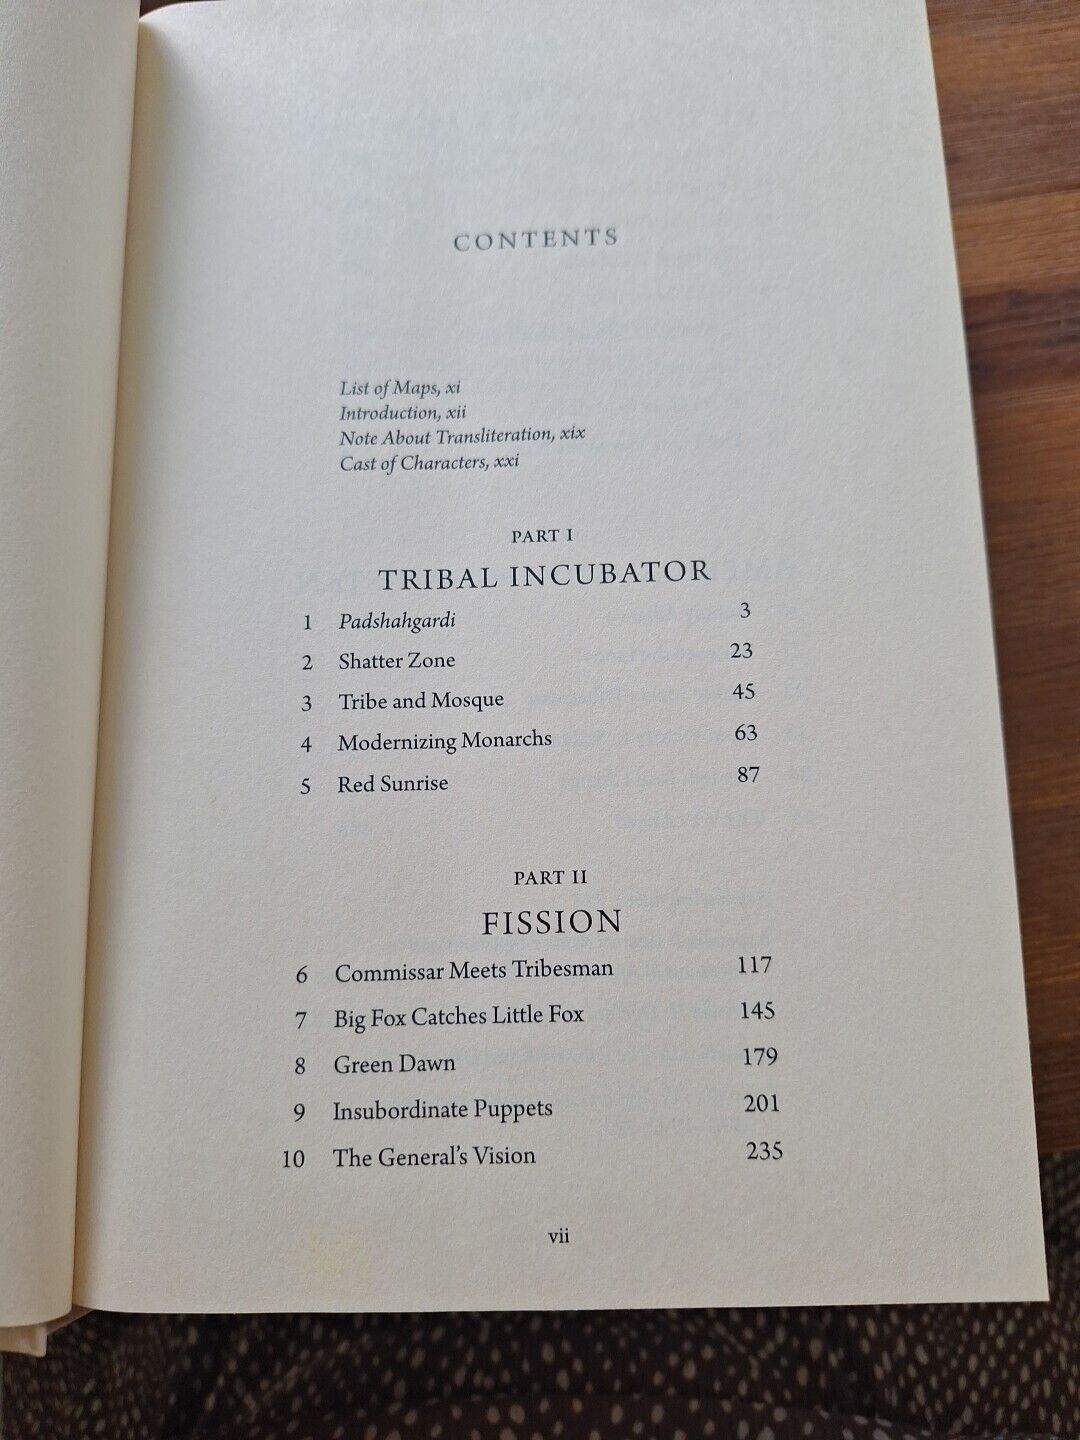 CONTENTS
List of Maps, xi
Introduction, xii
Note About Transliteration, xix
Cast of Characters, xxi
PART I
TRIBAL INCUBATOR
1 Padshahgardi 3
2 Shatter Zone 23
3 Tribe and Mosque 45
4 Modernizing Monarchs 63
5 Red Sunrise 87
PART II
FISSION
6 Commissar Meets Tribesman 117
7 Big Fox Catches Little Fox 145
8 Green Dawn 179
9 Insubordinate Puppets 201
10 The General's Vision 235
vii